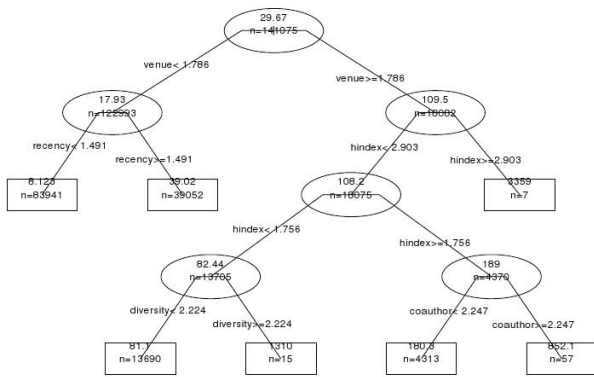 29.67
n=141075
venue< 1.786
venue>=1.786
17.93
n=122993
109.5
n=18082
recency< 1.491
recency>=1.491
hindex< 2.903
hindex>=2.903
8.123
n=83941
39.02
n=39052
108.2
n=18075
3359
n=7
hindex< 1.756
hindex>=1.756
82.44
n=13705
189
n=4370
diversity< 2.224
diversity>=2.224
coauthor< 2.247
coauthor>=2.247
81.1
n=13690
1310
n=15
180.3
n=4313
852.1
n=57